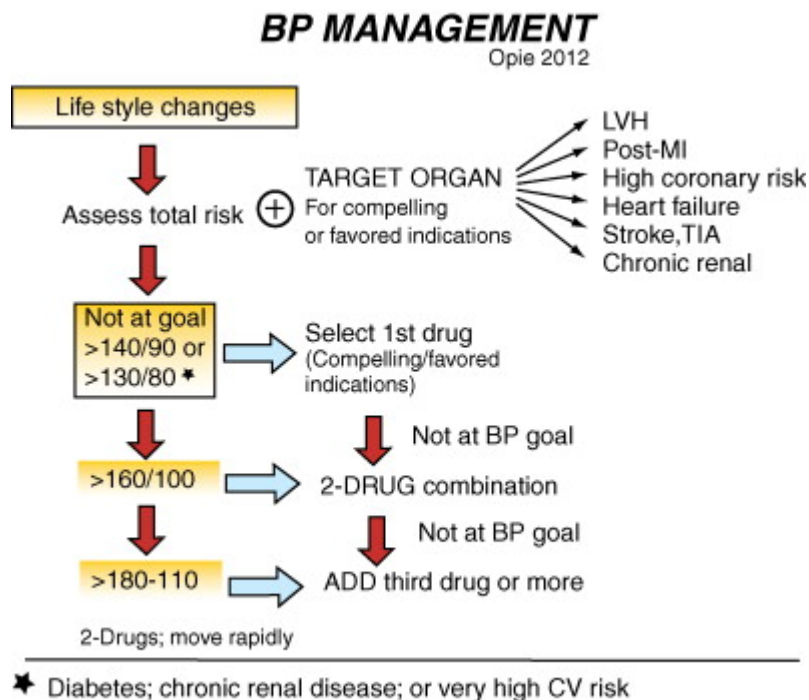 BP MANAGEMENT
Opie 2012
Life style changes
Assess total risk
+
TARGET ORGAN
For compelling
or favored indications
LVH
Post-MI
High coronary risk
Heart failure
Stroke,TIA
Chronic renal
Not at goal
>140/90 or
>130/80 ★
Select 1st drug
(Compelling/favored
indications)
Not at BP goal
>160/100
2-DRUG combination
Not at BP goal
>180-110
ADD third drug or more
2-Drugs; move rapidly
★ Diabetes; chronic renal disease; or very high CV risk